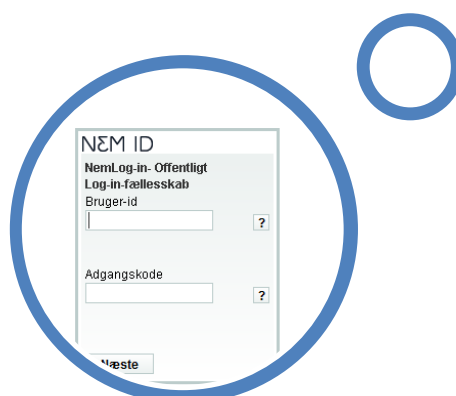 NEM ID
NemLog-in- Offentligt
Log-in-fællesskab
Bruger-id
?
Adgangskode
?
Næste